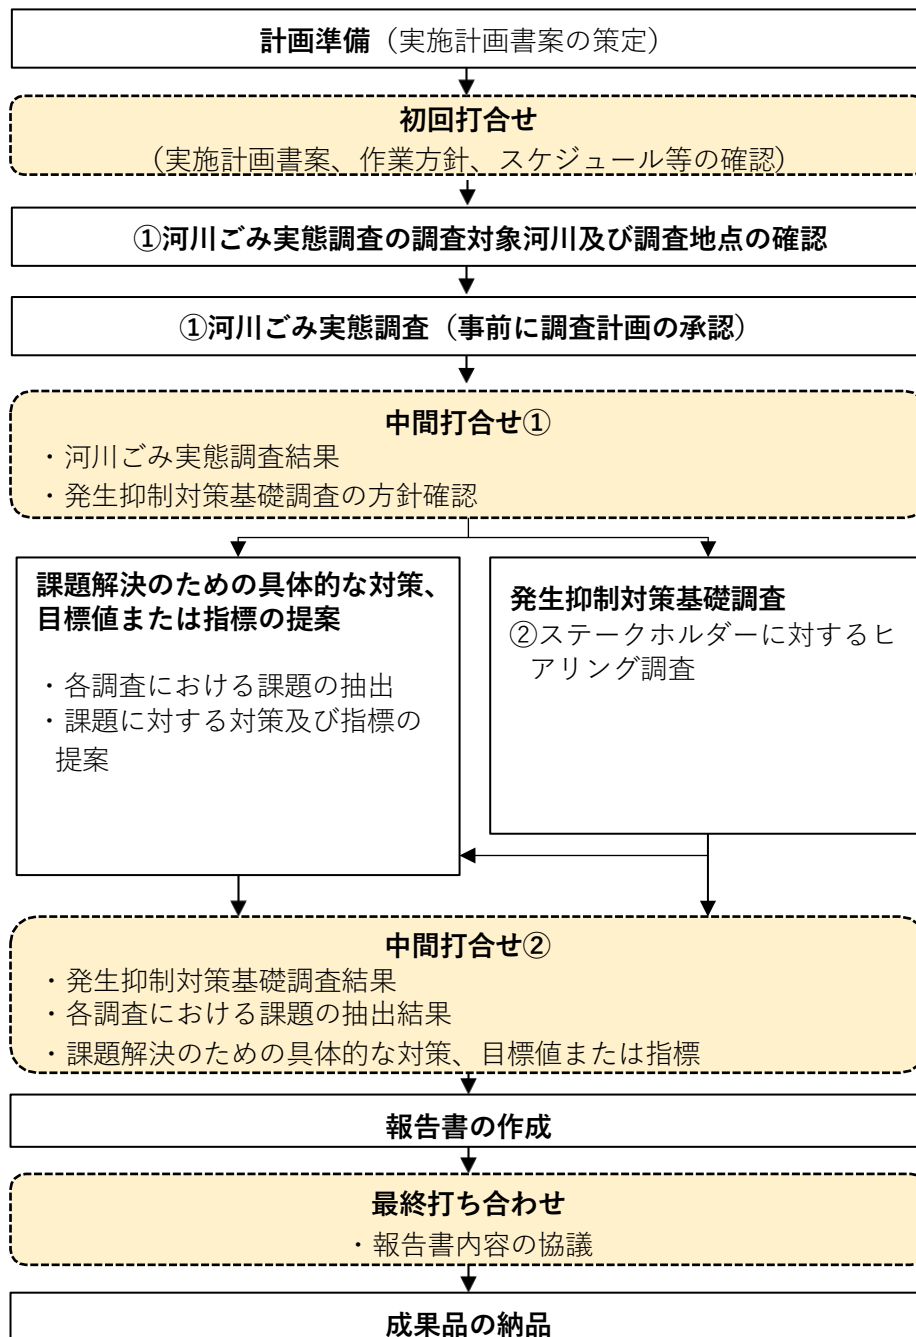 計画準備（実施計画書案の策定）
初回打合せ
（実施計画書案、作業方針、スケジュール等の確認）
①河川ごみ実態調査の調査対象河川及び調査地点の確認
①河川ごみ実態調査（事前に調査計画の承認）
中間打合せ①
・河川ごみ実態調査結果
・発生抑制対策基礎調査の方針確認
課題解決のための具体的な対策、
目標値または指標の提案
・各調査における課題の抽出
・課題に対する対策及び指標の
提案
発生抑制対策基礎調査
②ステークホルダーに対するヒ
アリング調査
中間打合せ②
・発生抑制対策基礎調査結果
・各調査における課題の抽出結果
・課題解決のための具体的な対策、目標値または指標
報告書の作成
最終打ち合わせ
・報告書内容の協議
成果品の納品